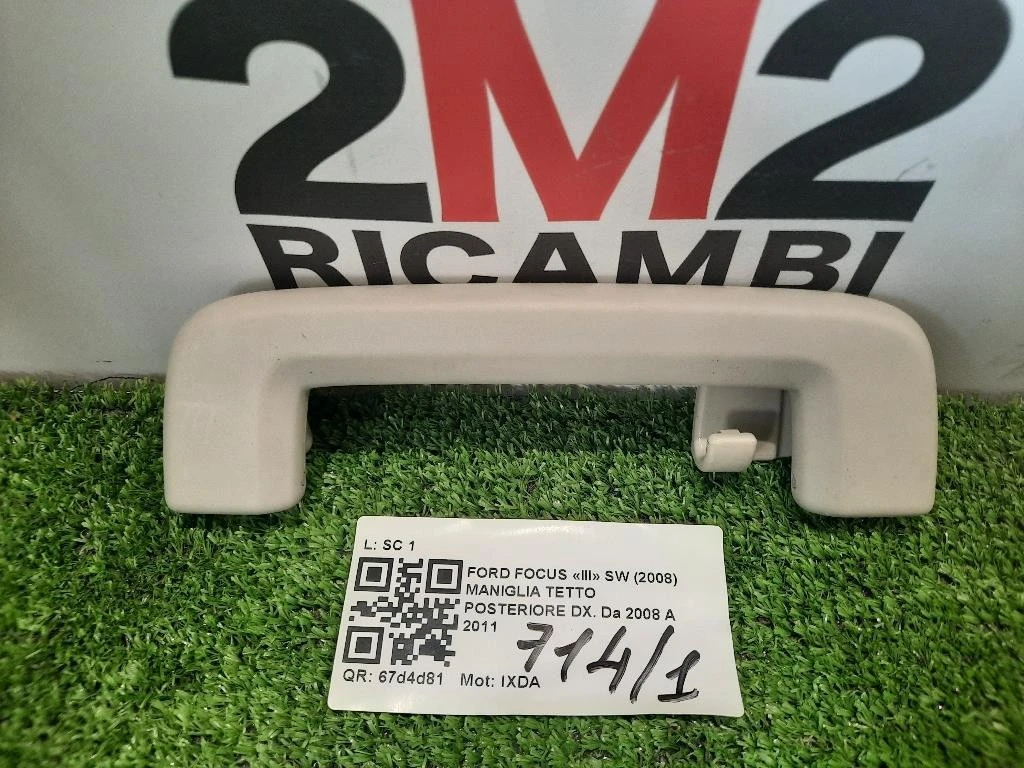 2M2
RICAMBI
L: SC 1
FORD FOCUS «III» SW (2008)
MANIGLIA TETTO
POSTERIORE DX. Da 2008 A
2011
714/1
QR: 67d4d81 Mot: IXDA